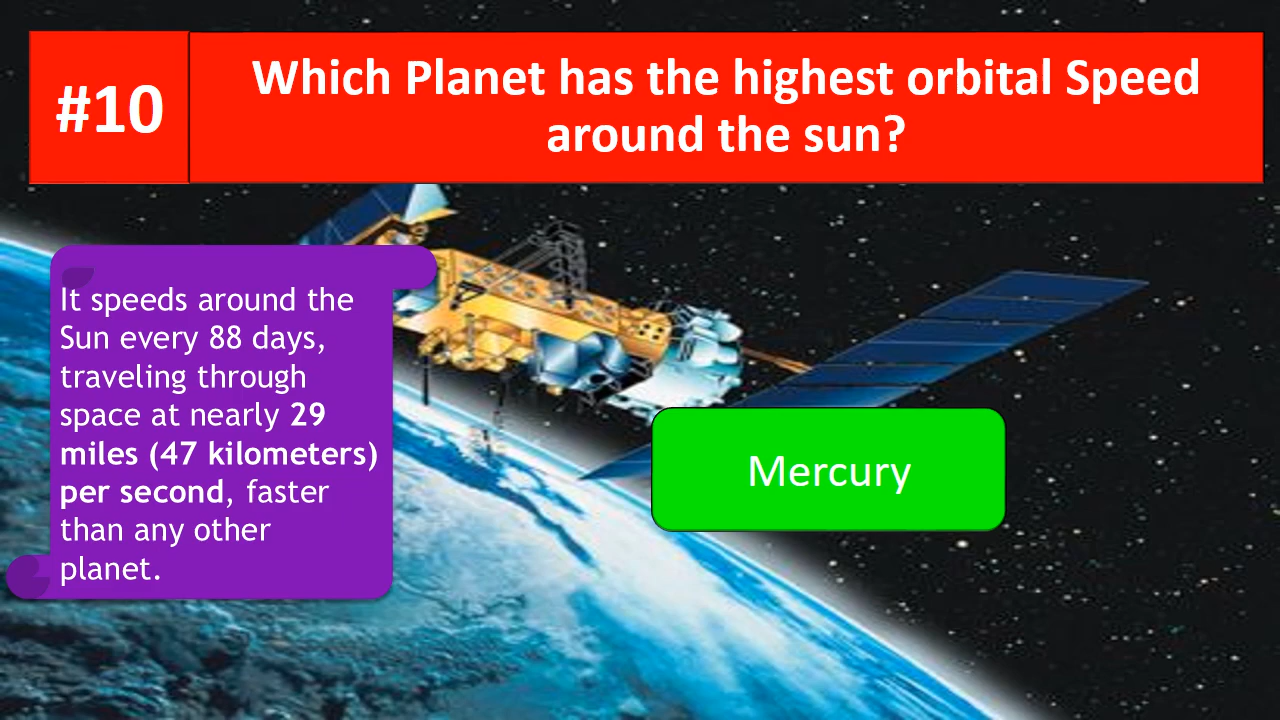 #10
Which Planet has the highest orbital Speed
around the sun?
It speeds around the
Sun every 88 days,
traveling through
space at nearly 29
miles (47 kilometers)
per second, faster
than any other
planet.
Mercury